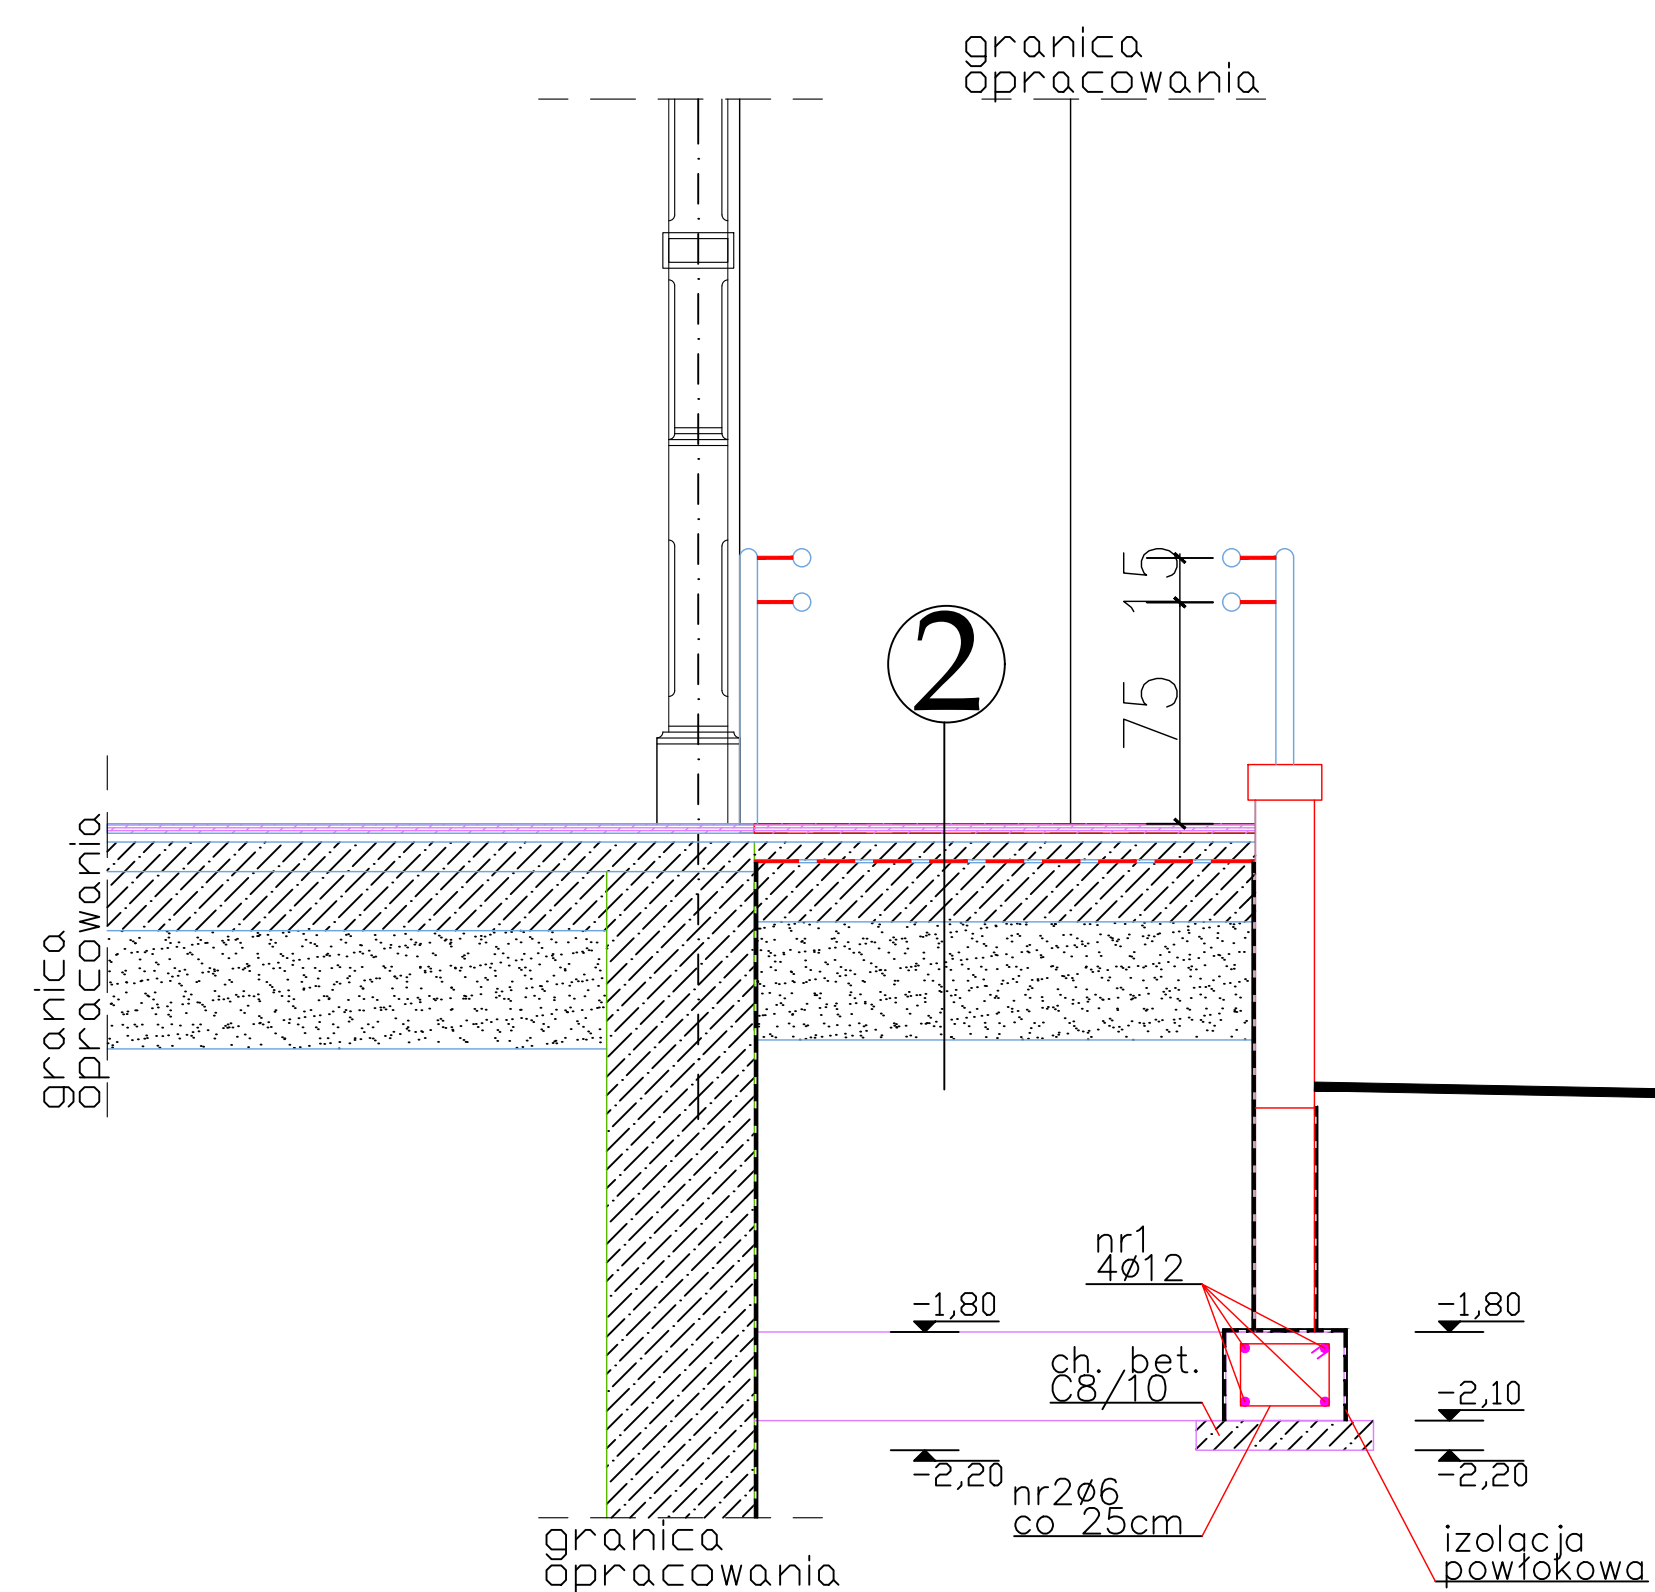 granica
opracowania
15
2
75
granica
opracowania
nr1
4ø12
-1,80
-1,80
ch. bet.
C8/10
-2,10
-2,20
-2,20
nr2ø6
co 25cm
granica
opracowania
izolacja
powłokowa